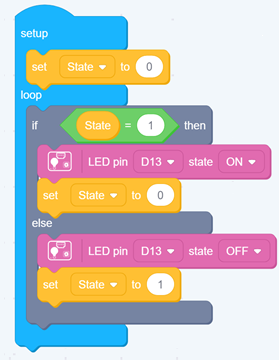 setup
set State to 0
loop
if State = 1 then
LED pin D13 state ON
set State to 0
else
LED pin D13 state OFF
set State to 1